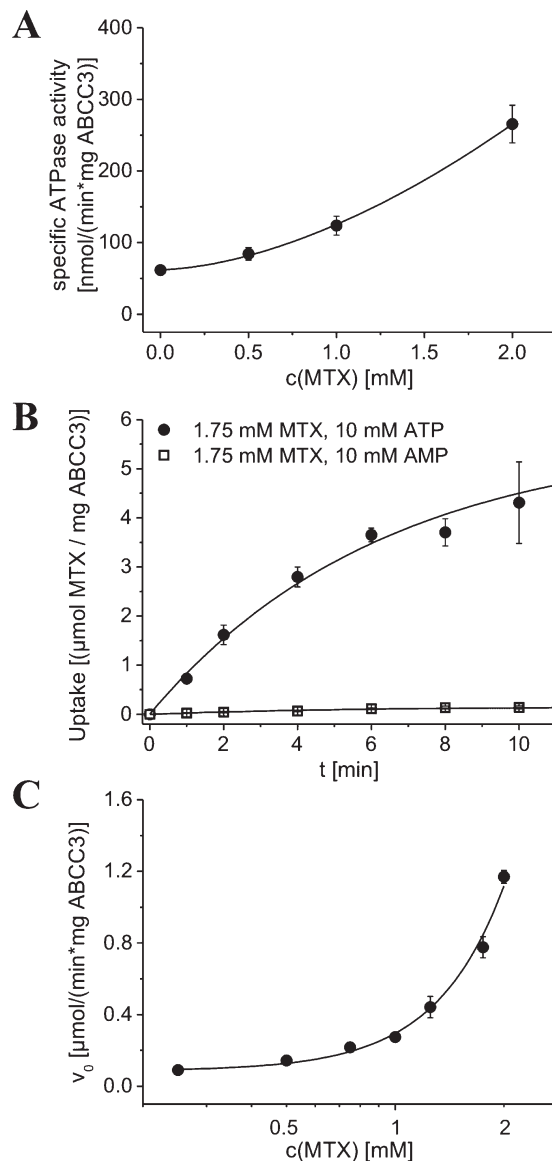 A
specific ATPase activity
[nmol/(min*mg ABCC3)]
400
300
200
100
0
0.0 0.5 1.0 1.5 2.0
c(MTX) [mM]
B
Uptake [(µmol MTX / mg ABCC3)]
6
5
4
3
2
1
0
1.75 mM MTX, 10 mM ATP
1.75 mM MTX, 10 mM AMP
0 2 4 6 8 10
t [min]
C
v0 [µmol/(min*mg ABCC3)]
1.6
1.2
0.8
0.4
0.0
0.5 1 2
c(MTX) [mM]